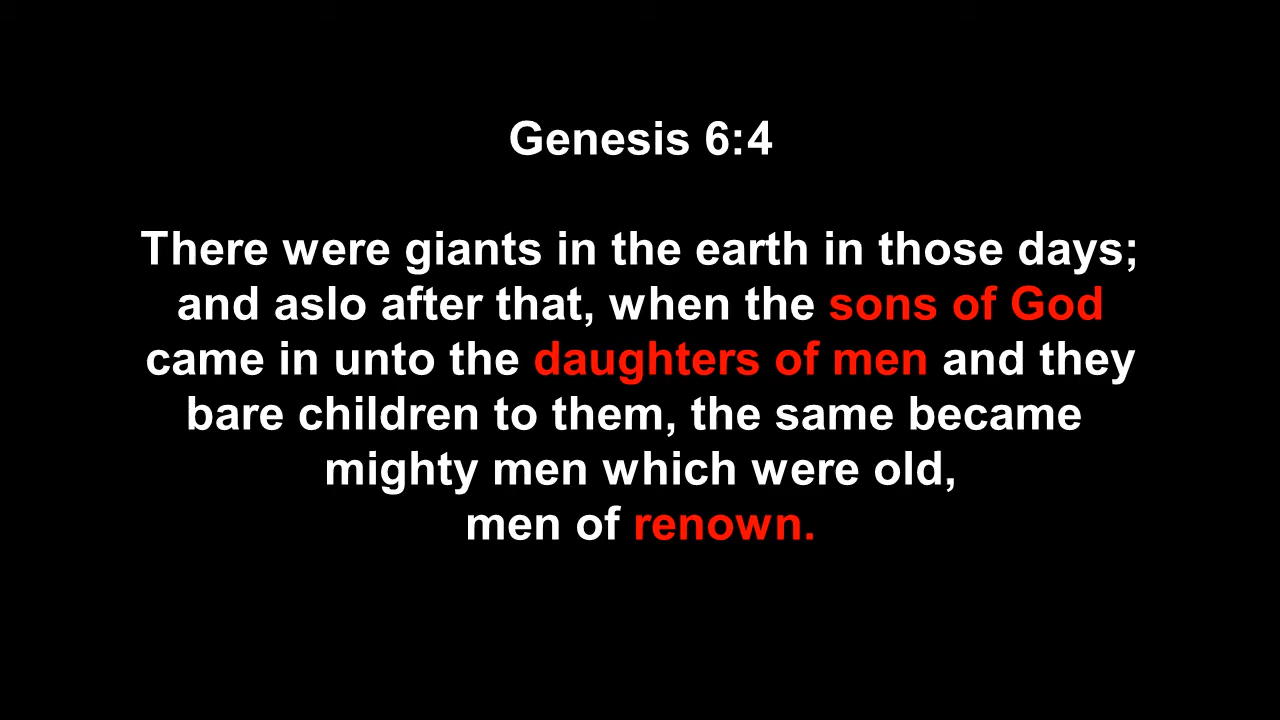 Genesis 6:4
There were giants in the earth in those days;
and aslo after that, when the sons of God
came in unto the daughters of men and they
bare children to them, the same became
mighty men which were old,
men of renown.